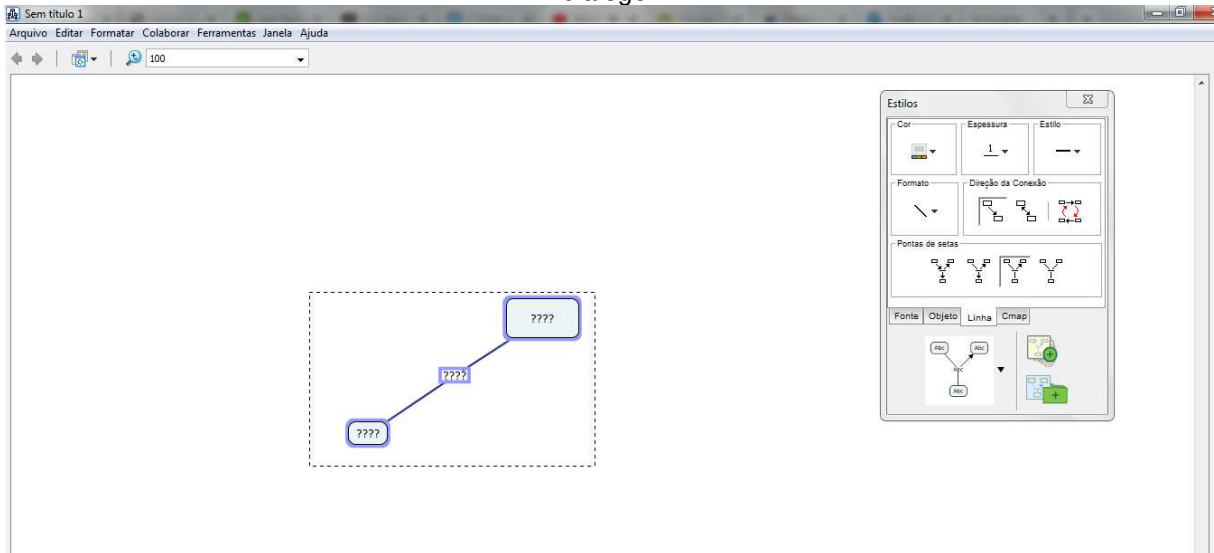 Sem título 1
Arquivo Editar Formatar Colaborar Ferramentas Janela Ajuda
100
Estilos
Cor Espessura Estilo
1
Formato Direção da Conexão
Pontas de setas
????
Fonte Objeto Linha Cmap
Abc Abc
Abc
????
Abc
????